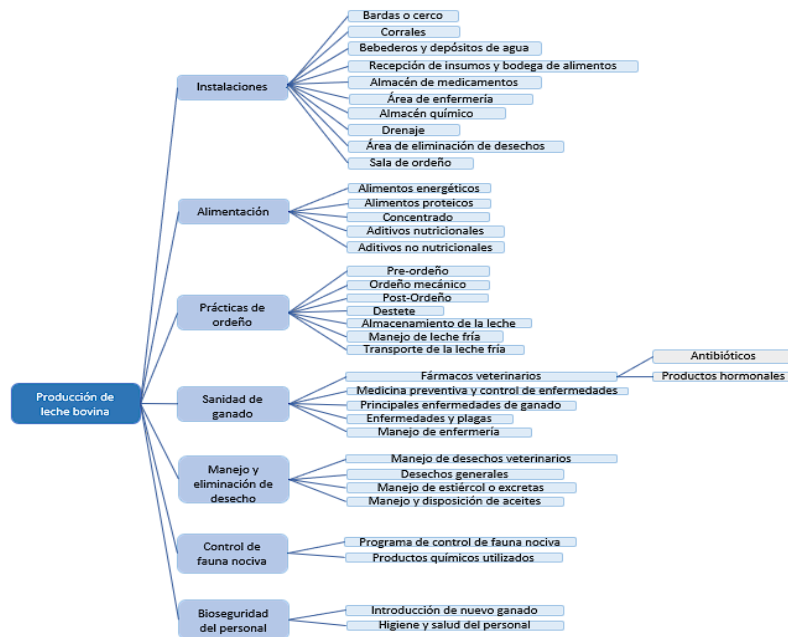 Producción de
leche bovina
Instalaciones
Bardas o cerco
Corrales
Bebederos y depósitos de agua
Recepción de insumos y bodega de alimentos
Almacén de medicamentos
Área de enfermería
Almacén químico
Drenaje
Área de eliminación de desechos
Sala de ordeño
Alimentación
Alimentos energéticos
Alimentos proteicos
Concentrado
Aditivos nutricionales
Aditivos no nutricionales
Prácticas de
ordeño
Pre-ordeño
Ordeño mecánico
Post-Ordeño
Destete
Almacenamiento de la leche
Manejo de leche fría
Transporte de la leche fría
Sanidad de
ganado
Fármacos veterinarios
Antibióticos
Productos hormonales
Medicina preventiva y control de enfermedades
Principales enfermedades de ganado
Enfermedades y plagas
Manejo de enfermería
Manejo y
eliminación de
desecho
Manejo de desechos veterinarios
Desechos generales
Manejo de estiércol o excretas
Manejo y disposición de aceites
Control de
fauna nociva
Programa de control de fauna nociva
Productos químicos utilizados
Bioseguridad
del personal
Introducción de nuevo ganado
Higiene y salud del personal